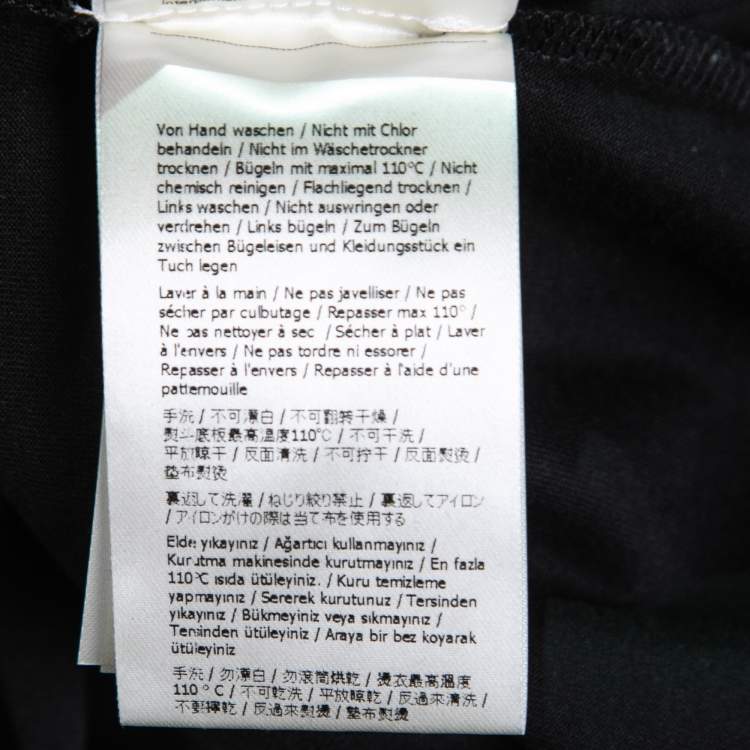 Von Hand waschen / Nicht mit Chlor
behandeln / Nicht im Wäschetrockner
trocknen / Bügeln mit maximal 110°C / Nicht
chemisch reinigen / Flachliegend trocknen /
Links waschen / Nicht auswringen oder
verdrehen / Links bügeln / Zum Bügeln
zwischen Bügeleisen und Kleidungsstück ein
Tuch legen
Laver à la main / Ne pas javelliser / Ne pas
sécher par culbutage / Repasser max 110° /
Ne pas nettoyer à sec / Sécher à plat / Laver
à l'envers / Ne pas tordre ni essorer /
Repasser à l'envers / Repasser à l'aide d'une
pattemouille
手洗 / 不可漂白 / 不可翻转干燥 /
熨斗底板最高温度110°C / 不可干洗 /
平放晾干 / 反面清洗 / 不可拧干 / 反面熨烫 /
垫布熨烫
裏返して洗濯 / ねじり絞り禁止 / 裏返してアイロン
/ アイロンがけの際は当て布を使用する
Elde yıkayınız / Ağartıcı kullanmayınız /
Kurutma makinesinde kurutmayınız / En fazla
110°C ısıda ütüleyiniz. / Kuru temizleme
yapmayınız / Sererek kurutunuz / Tersinden
yıkayınız / Bükmeyiniz veya sıkmayınız /
Tersinden ütüleyiniz / Araya bir bez koyarak
ütüleyiniz
手洗 / 勿漂白 / 勿滾筒烘乾 / 燙衣最高溫度
110°C / 不可乾洗 / 平放晾乾 / 反過來清洗 /
不要擰乾 / 反過來熨燙 / 墊布熨燙